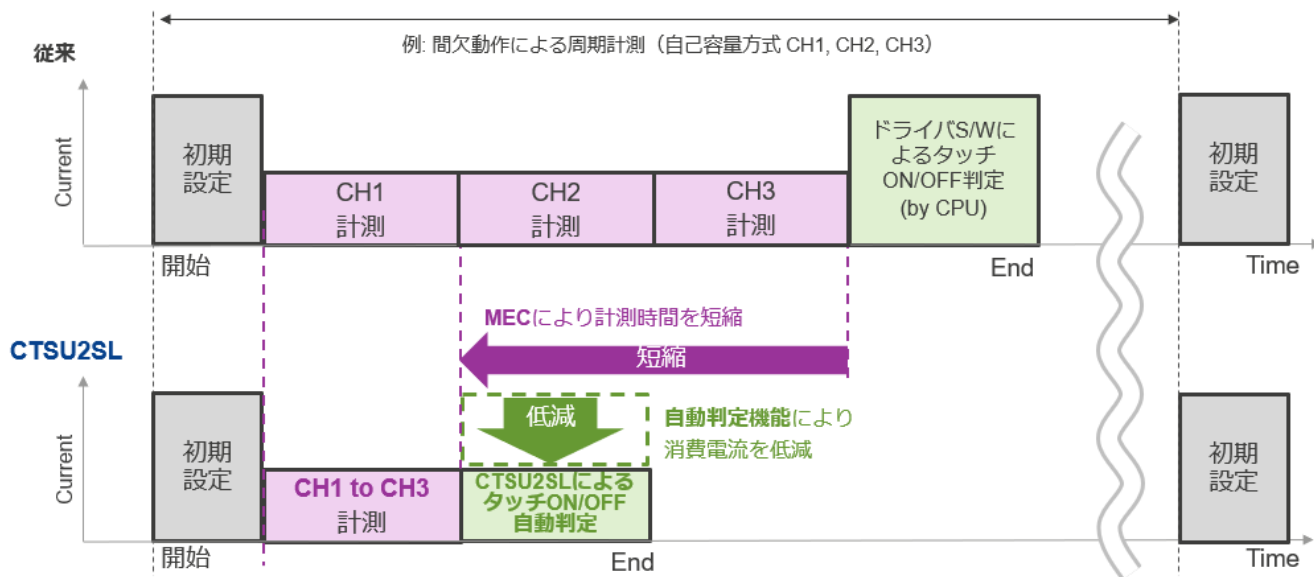 例: 間欠動作による周期計測（自己容量方式 CH1, CH2, CH3）
従来
Current
初期
設定
CH1
計測
CH2
計測
CH3
計測
ドライバS/Wに
よるタッチ
ON/OFF判定
(by CPU)
初期
設定
開始
End
Time
MECにより計測時間を短縮
短縮
CTSU2SL
Current
初期
設定
CH1 to CH3
計測
低減
自動判定機能により
消費電流を低減
CTSU2SLによる
タッチON/OFF
自動判定
初期
設定
開始
End
Time